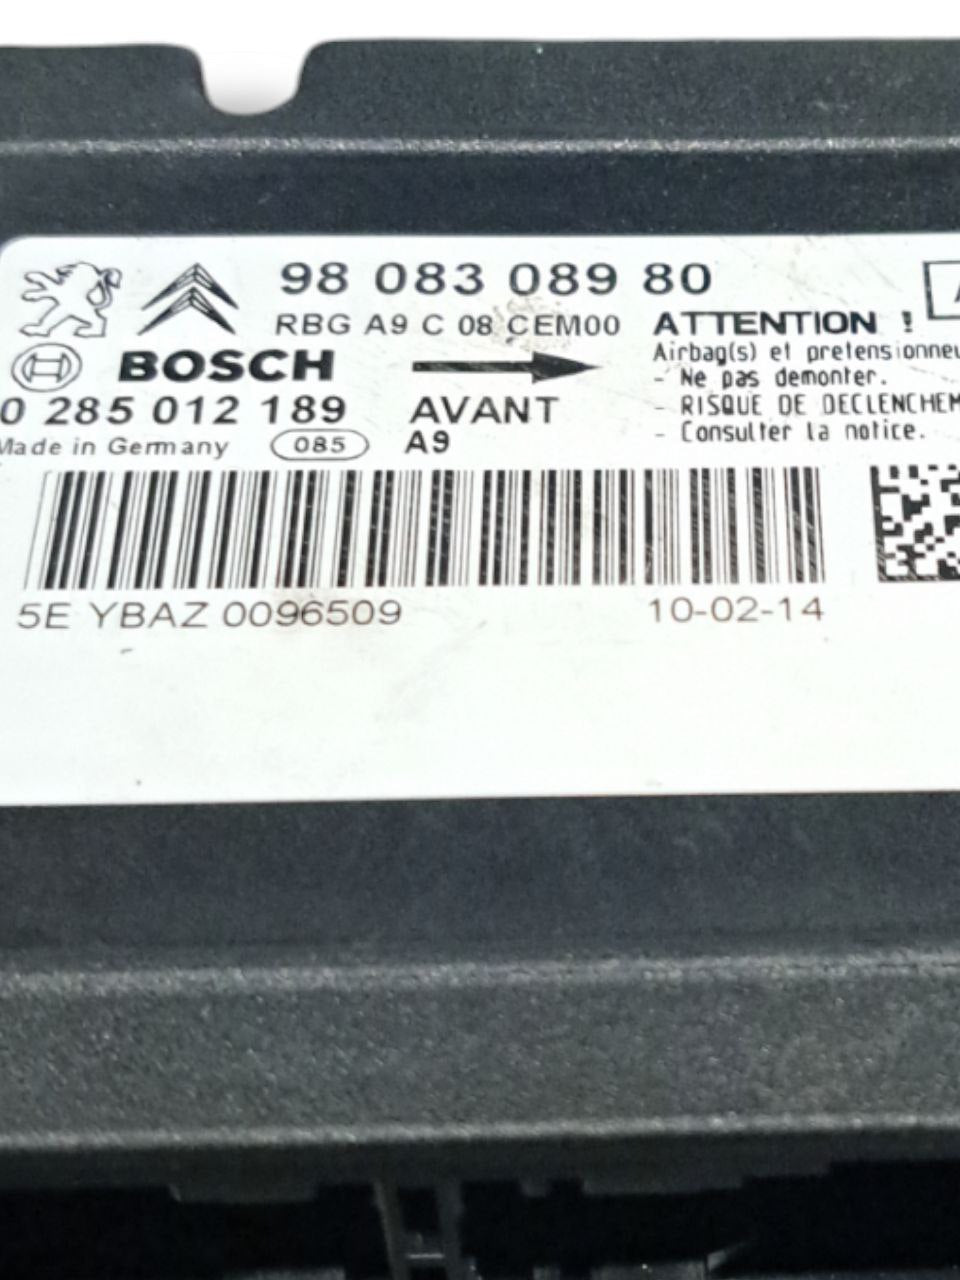 98 083 089 80
RBG A9 C 08 CEM00
BOSCH
0 285 012 189
Made in Germany 085
AVANT
A9
ATTENTION !
Airbag(s) et pretensionneu
- Ne pas demonter.
- RISQUE DE DECLENCHEM
- Consulter la notice.
5E YBAZ 0096509
10-02-14